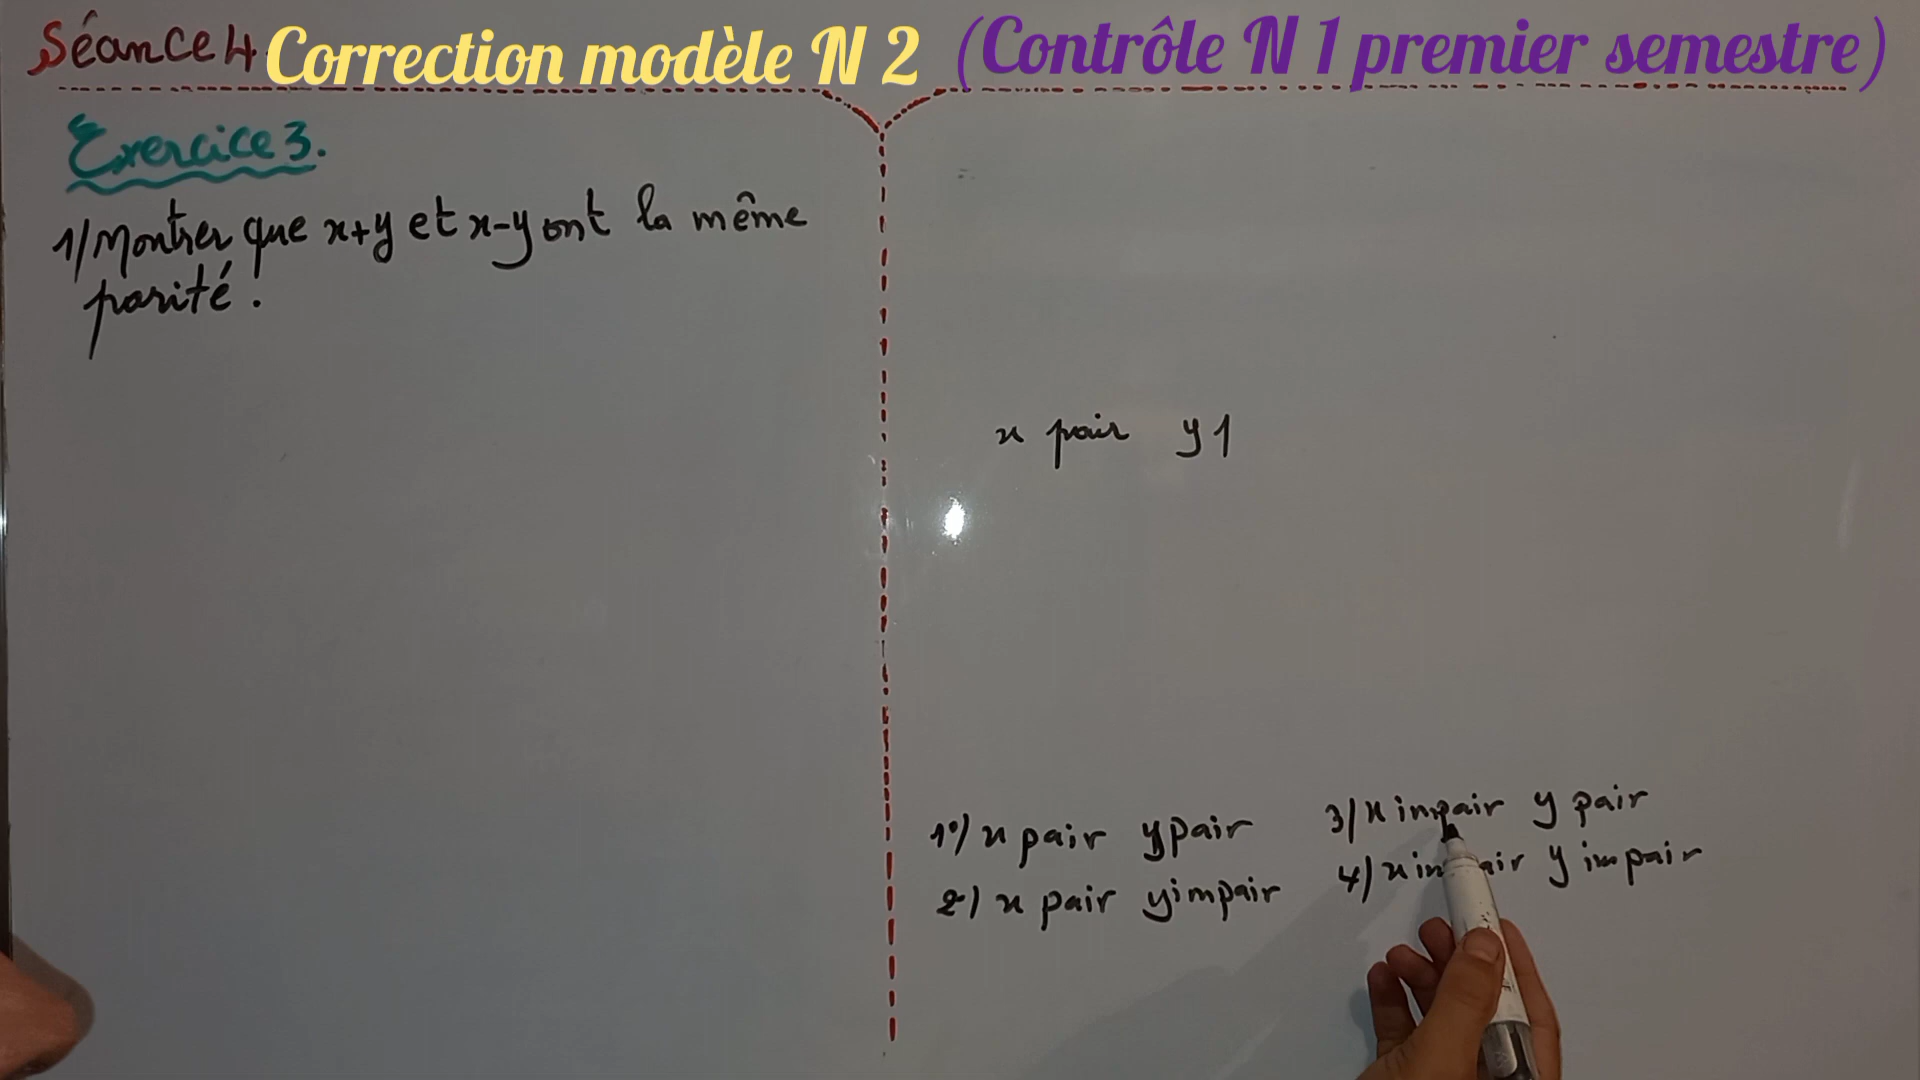 Séance 4 Correction modèle N 2 (Contrôle N 1 premier semestre)
Exercice 3.
1/ Montrer que x+y et x-y ont la même
parité.
x pair y 1
1°/ x pair y pair
2°/ x pair y impair
3/ x impair y pair
4/ x impair y impair